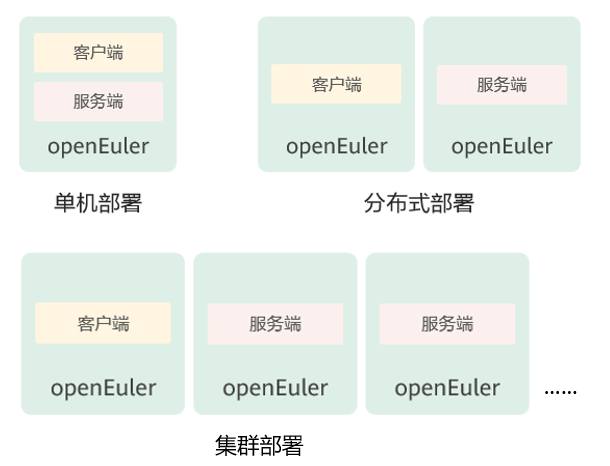 客户端
服务端
openEuler
单机部署
客户端
openEuler
服务端
openEuler
分布式部署
客户端
openEuler
服务端
openEuler
服务端
openEuler
……
集群部署